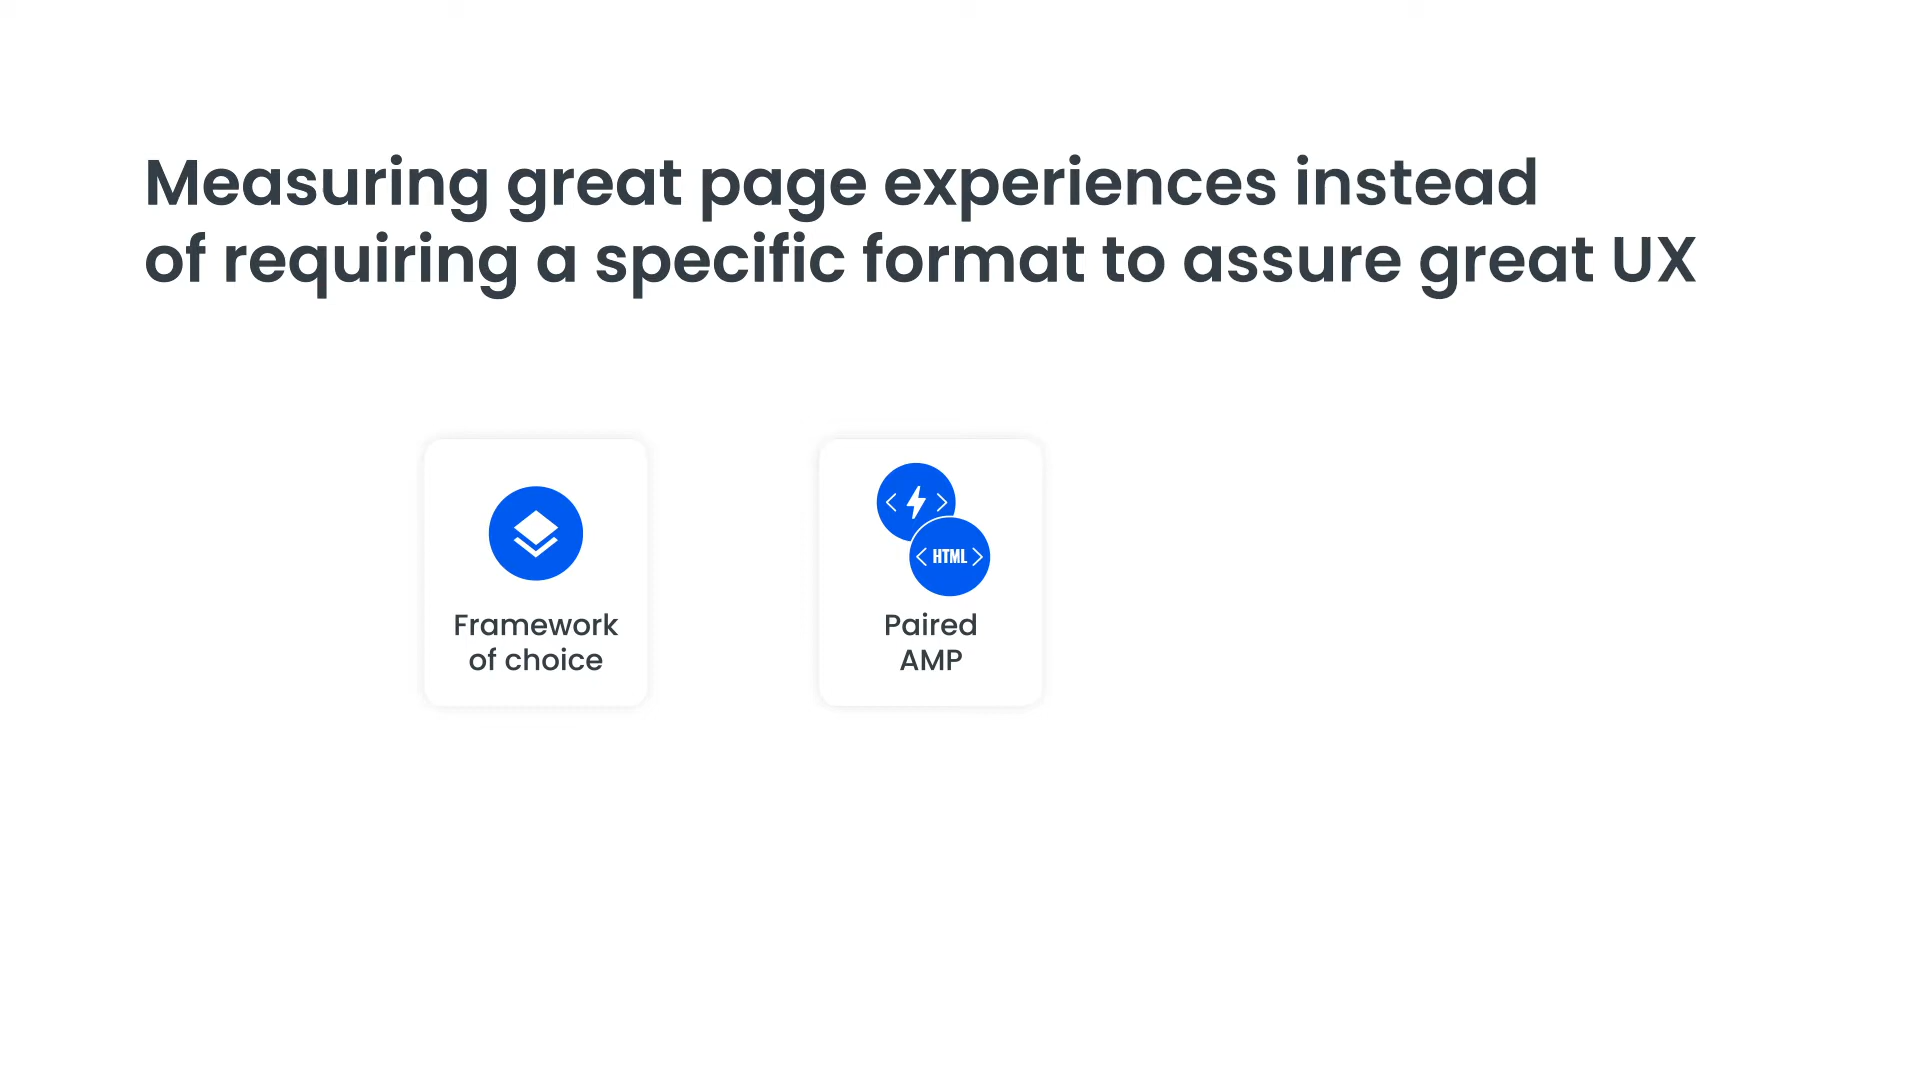 Measuring great page experiences instead
of requiring a specific format to assure great UX
< >
< HTML >
Framework
of choice
Paired
AMP